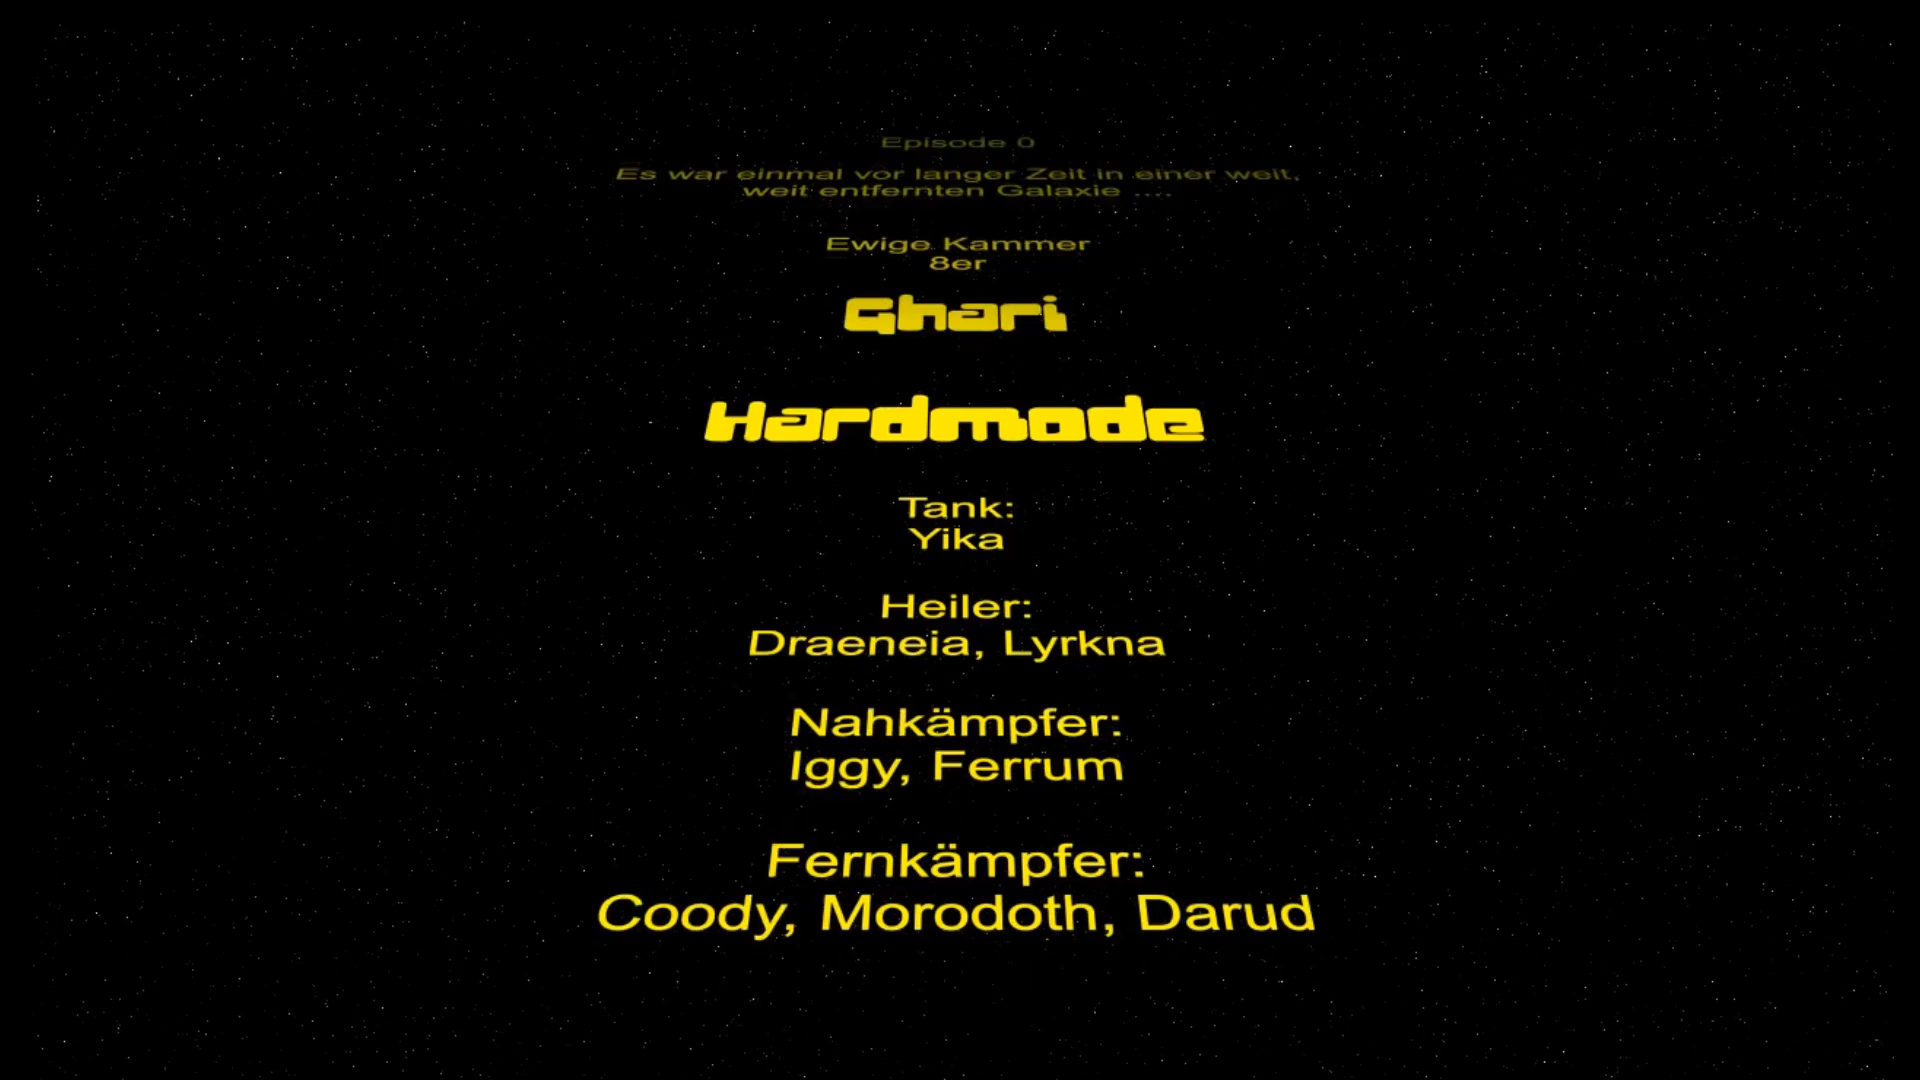 Episode 0
Es war einmal vor langer Zeit in einer weit,
weit entfernten Galaxie ....
Ewige Kammer
8er
Ghari
Hardmode
Tank:
Yika
Heiler:
Draeneia, Lyrkna
Nahkämpfer:
Iggy, Ferrum
Fernkämpfer:
Coody, Morodoth, Darud